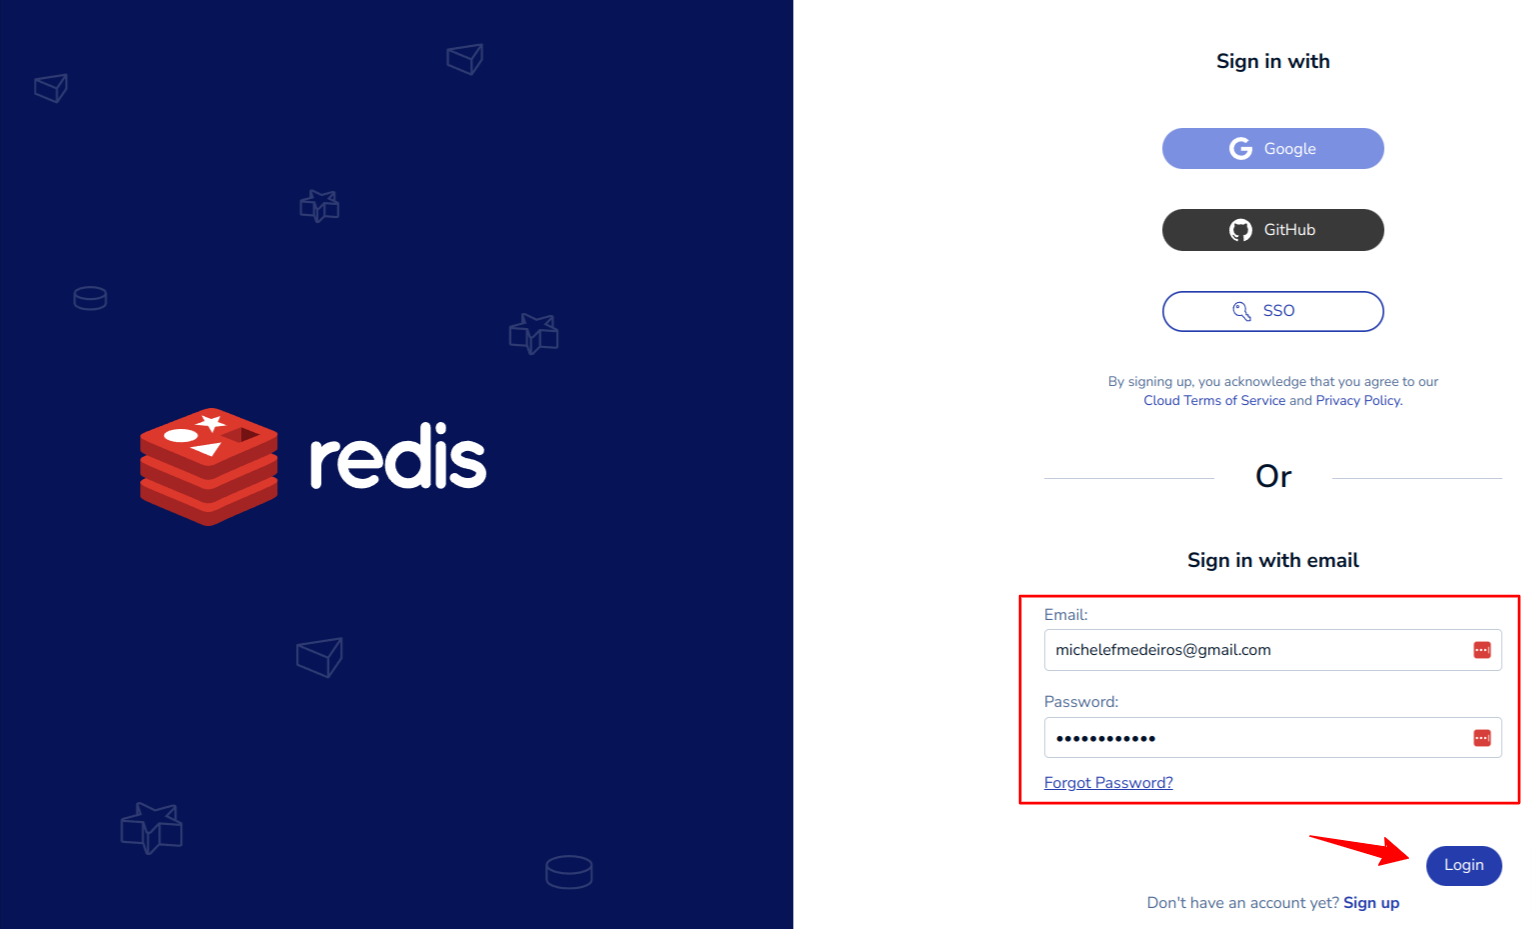 redis
Sign in with
Google
GitHub
SSO
By signing up, you acknowledge that you agree to our
Cloud Terms of Service and Privacy Policy.
Or
Sign in with email
Email:
michelefmedeiros@gmail.com
Password:
••••••••••••
Forgot Password?
Login
Don't have an account yet? Sign up